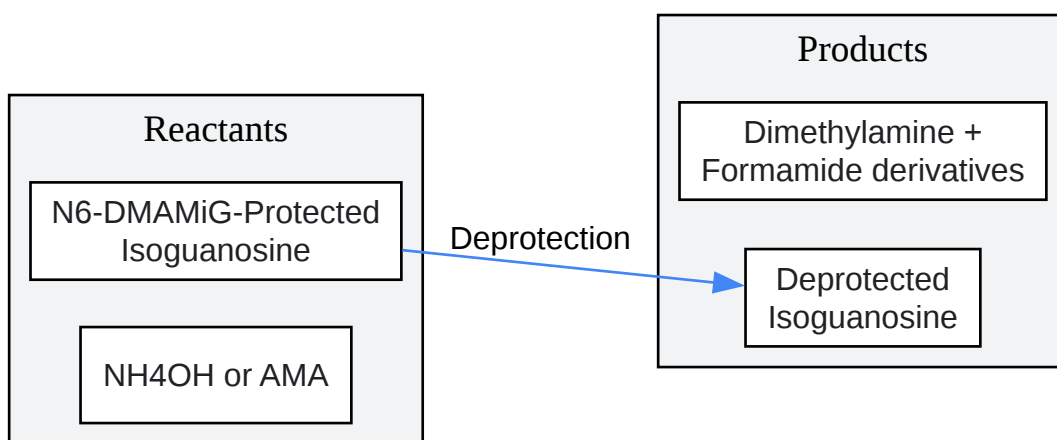 Reactants
N6-DMAMiG-Protected
Isoguanosine
NH4OH or AMA
Deprotection
Products
Dimethylamine +
Formamide derivatives
Deprotected
Isoguanosine